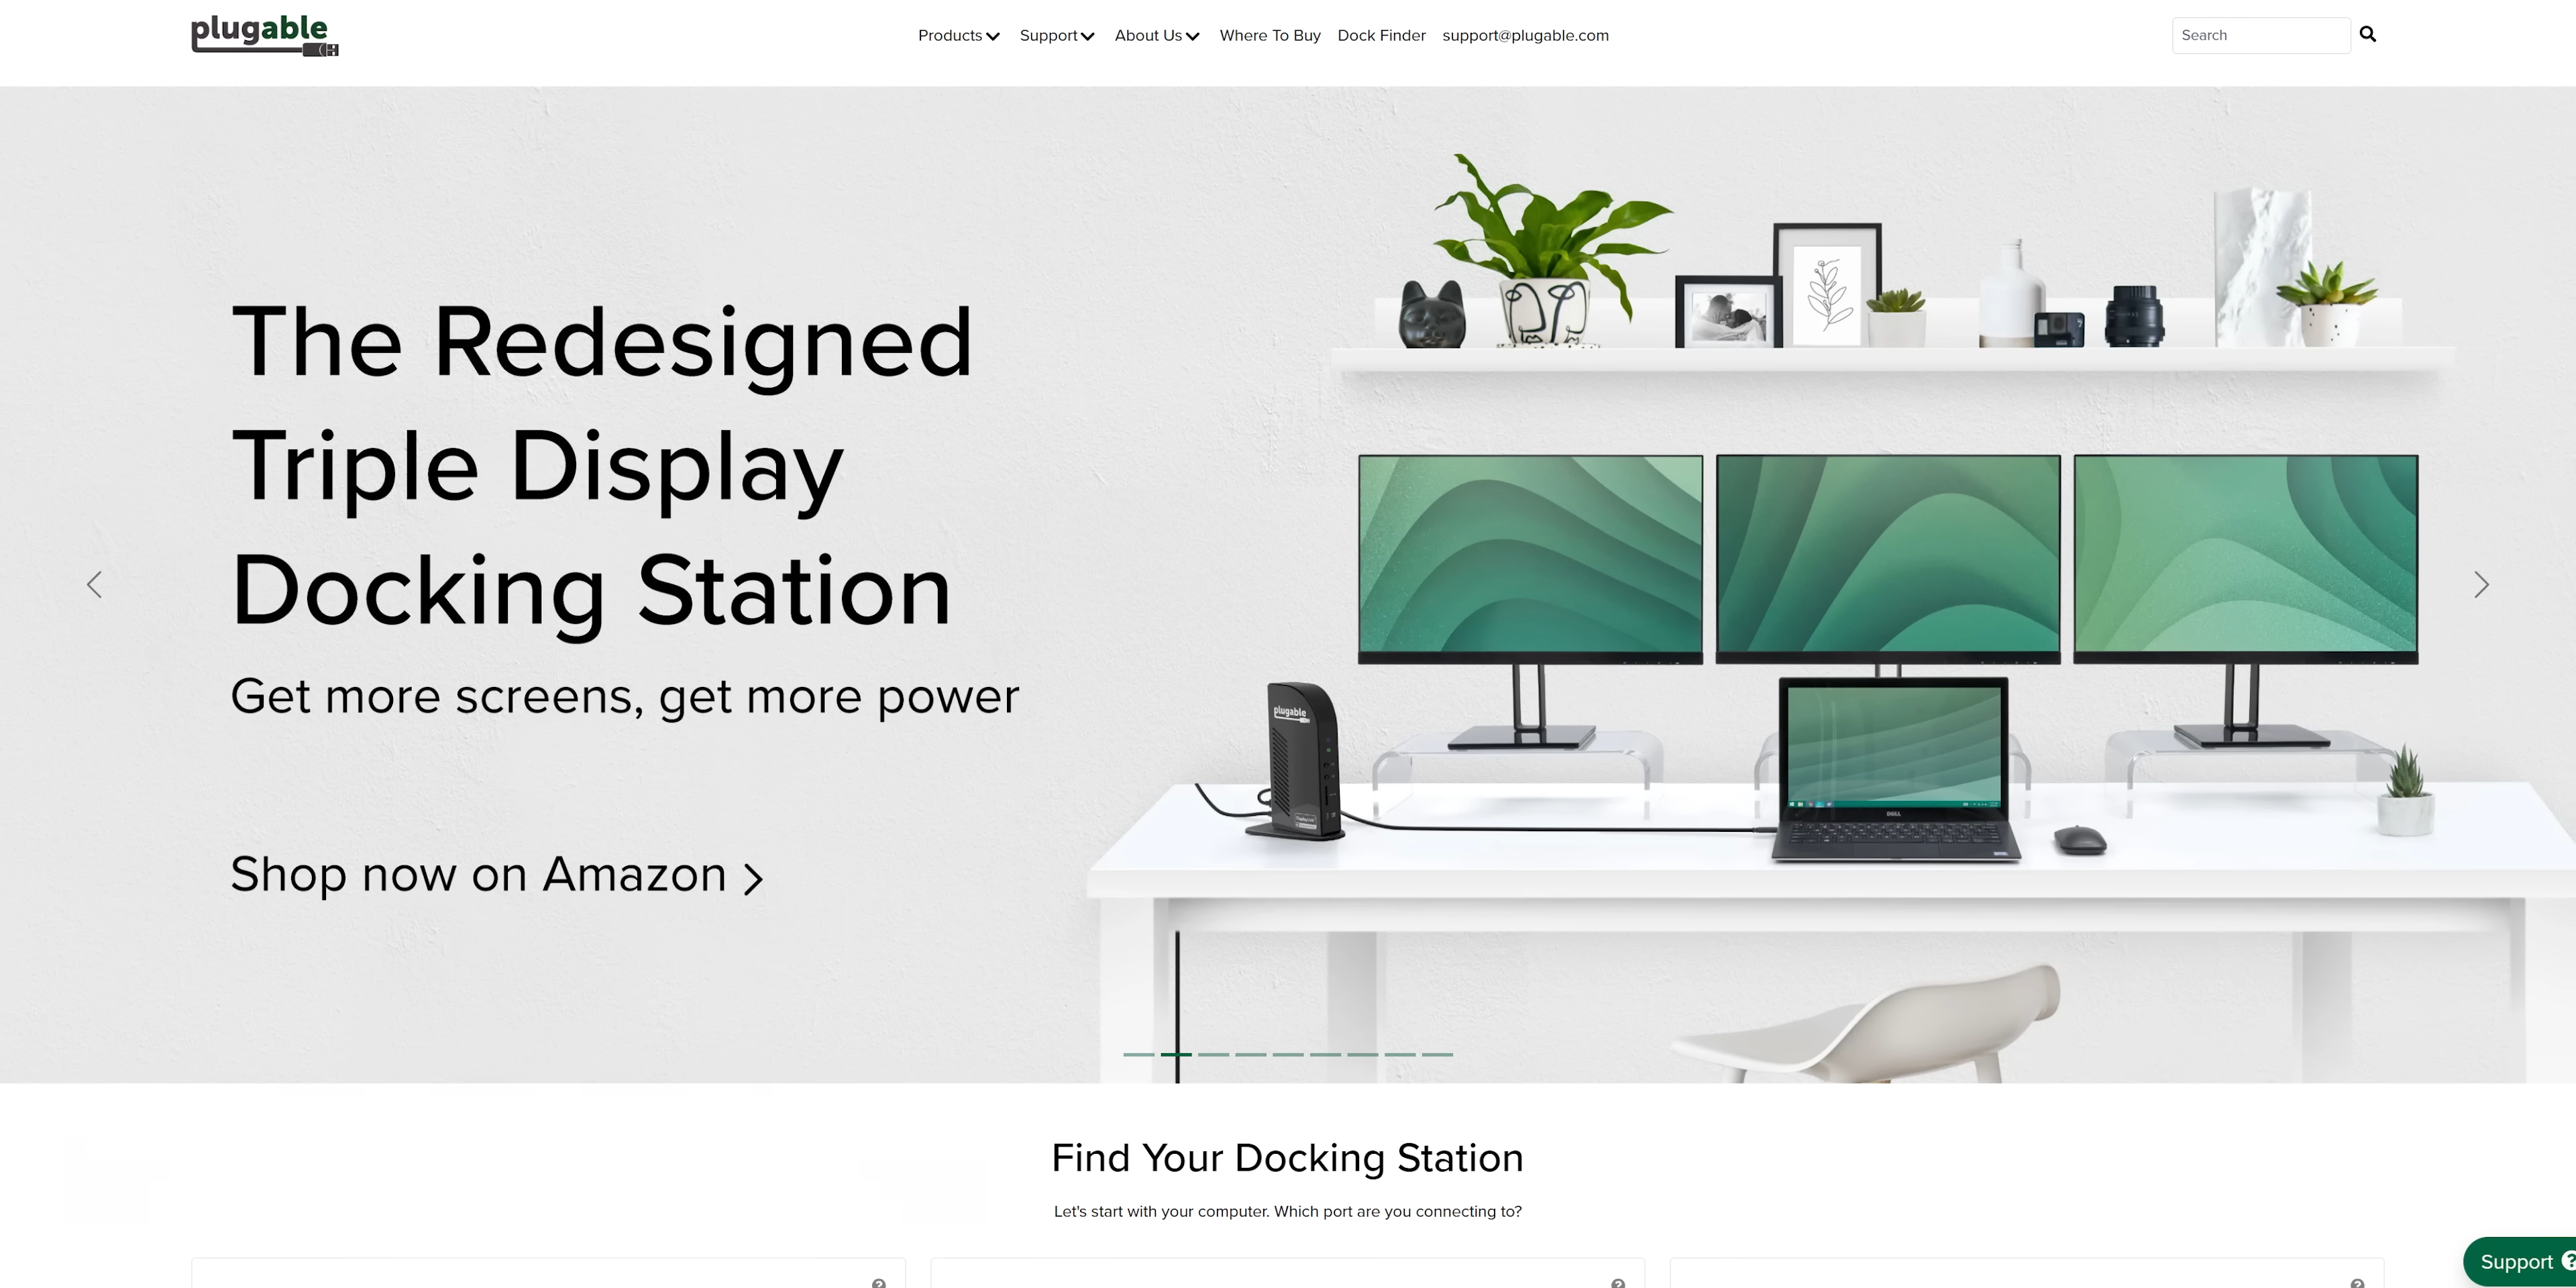 plugable
Products Support About Us Where To Buy Dock Finder support@plugable.com
Search
The Redesigned
Triple Display
Docking Station
Get more screens, get more power
Shop now on Amazon
plugable
DELL
Find Your Docking Station
Let's start with your computer. Which port are you connecting to?
Support